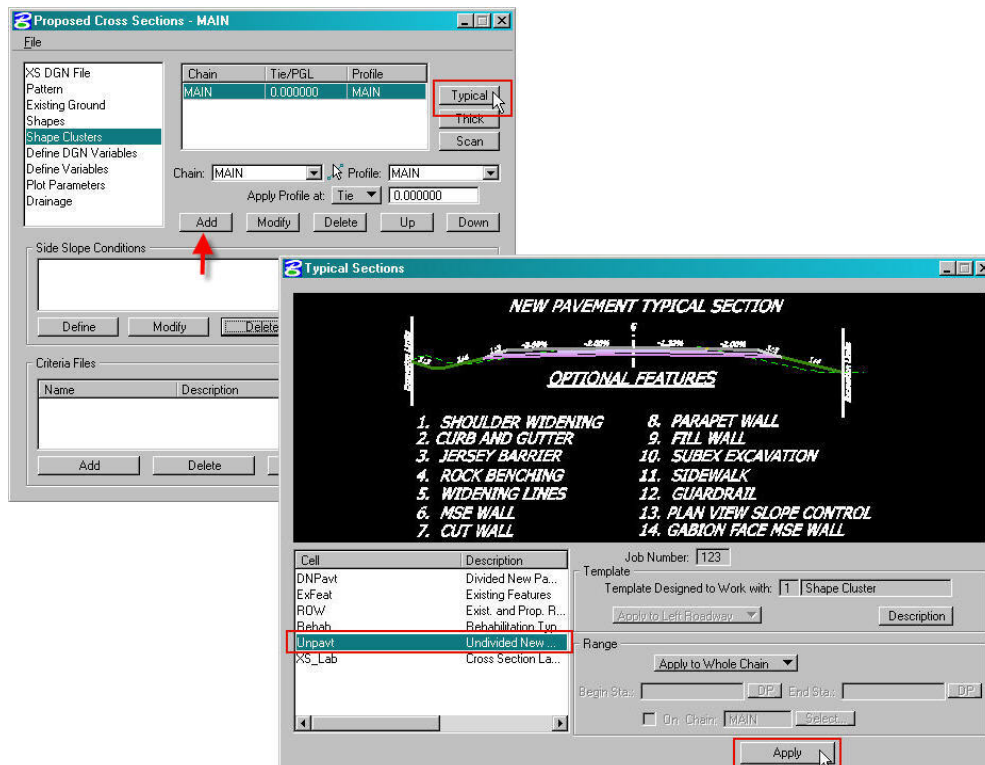 Proposed Cross Sections - MAIN
File
XS DGN File
Pattern
Existing Ground
Shapes
Shape Clusters
Define DGN Variables
Define Variables
Plot Parameters
Drainage
Chain Tie/PGL Profile
MAIN 0.000000 MAIN
Typical
Thick
Scan
Chain: MAIN Profile: MAIN
Apply Profile at: Tie 0.000000
Add Modify Delete Up Down
Side Slope Conditions
Define Modify Delete
Criteria Files
Name Description
Add Delete
Typical Sections
NEW PAVEMENT TYPICAL SECTION
-2.00% -2.00%
OPTIONAL FEATURES
1. SHOULDER WIDENING
2. CURB AND GUTTER
3. JERSEY BARRIER
4. ROCK BENCHING
5. WIDENING LINES
6. MSE WALL
7. CUT WALL
8. PARAPET WALL
9. FILL WALL
10. SUBEX EXCAVATION
11. SIDEWALK
12. GUARDRAIL
13. PLAN VIEW SLOPE CONTROL
14. GABION FACE MSE WALL
Cell Description
DNPavt Divided New Pa...
ExFeat Existing Features
ROW Exist. and Prop. R...
Rehab Rehabilitation Typ...
Unpavt Undivided New ...
XS_Lab Cross Section La...
Job Number: 123
Template
Template Designed to Work with: 1 Shape Cluster
Apply to Left Roadway
Description
Range
Apply to Whole Chain
Begin Sta.: DP End Sta.: DP
On Chain: MAIN Select...
Apply